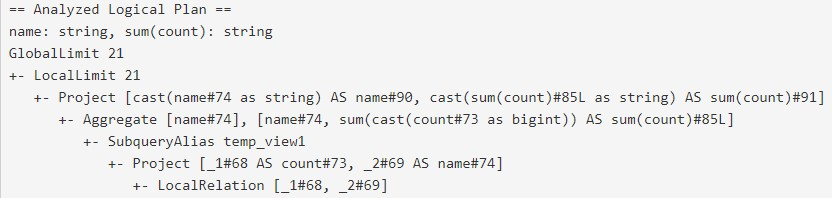 == Analyzed Logical Plan ==
name: string, sum(count): string
GlobalLimit 21
+- LocalLimit 21
   +- Project [cast(name#74 as string) AS name#90, cast(sum(count)#85L as string) AS sum(count)#91]
      +- Aggregate [name#74], [name#74, sum(cast(count#73 as bigint)) AS sum(count)#85L]
         +- SubqueryAlias temp_view1
            +- Project [_1#68 AS count#73, _2#69 AS name#74]
               +- LocalRelation [_1#68, _2#69]